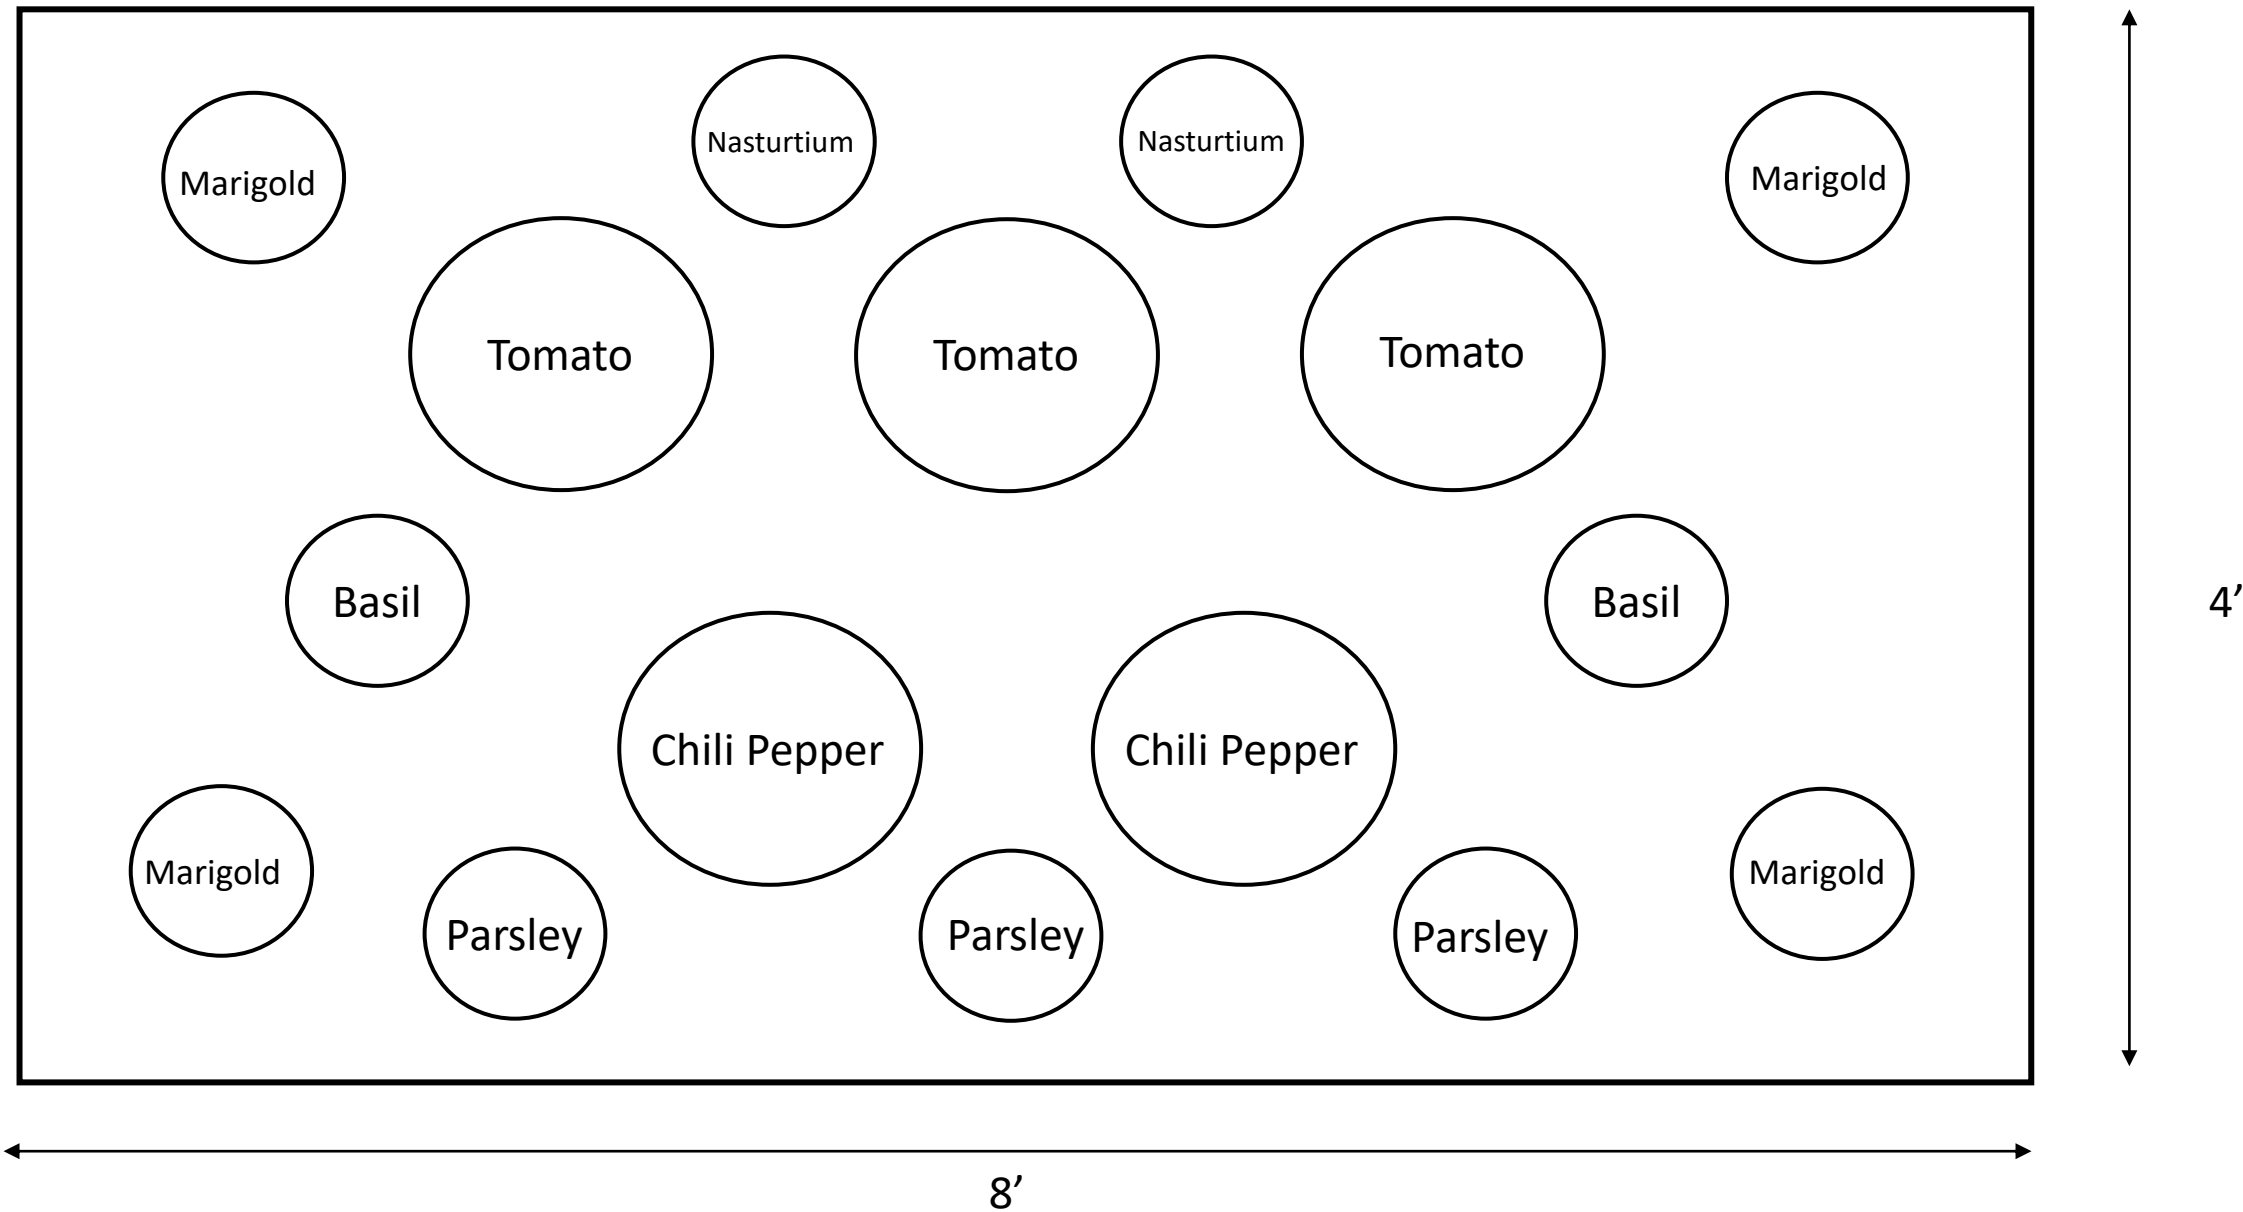 Nasturtium
Nasturtium
Marigold
Marigold
Tomato
Tomato
Tomato
Basil
Basil
4’
Chili Pepper
Chili Pepper
Marigold
Marigold
Parsley
Parsley
Parsley
8’